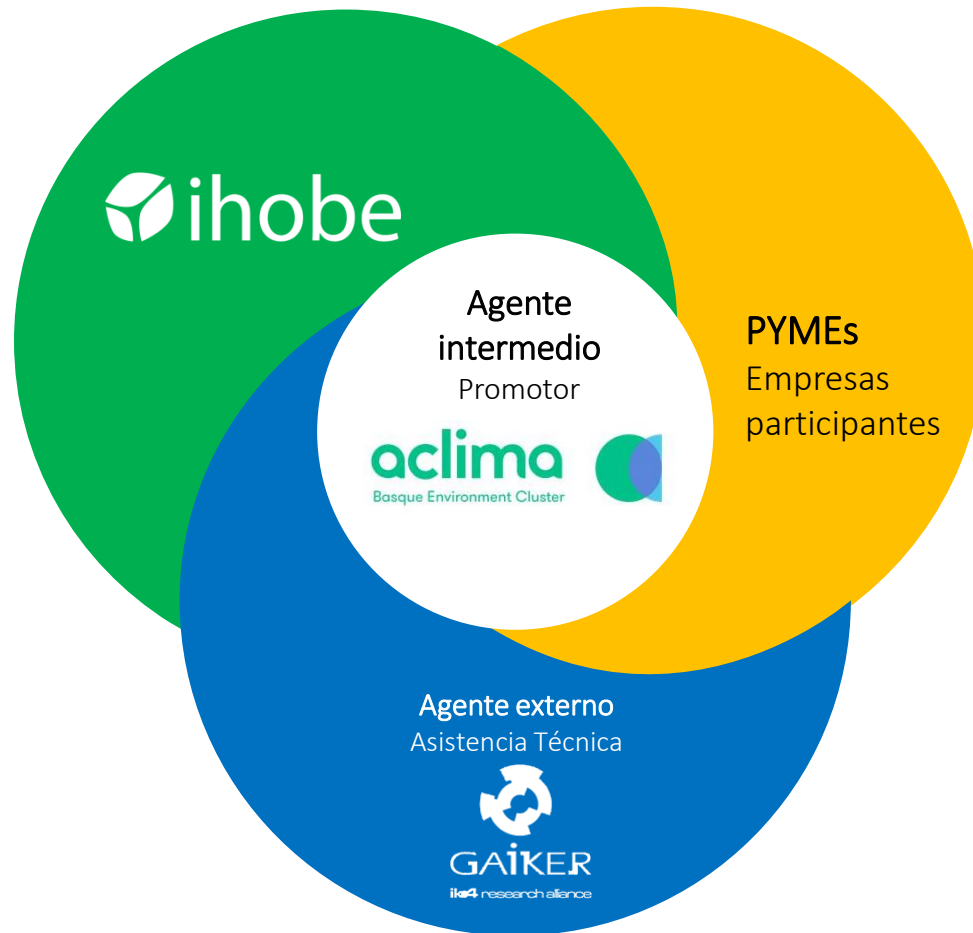 ihobe
Agente
intermedio
Promotor
aclima
Basque Environment Cluster
PYMEs
Empresas
participantes
Agente externo
Asistencia Técnica
GAIKER
ik4 research alliance